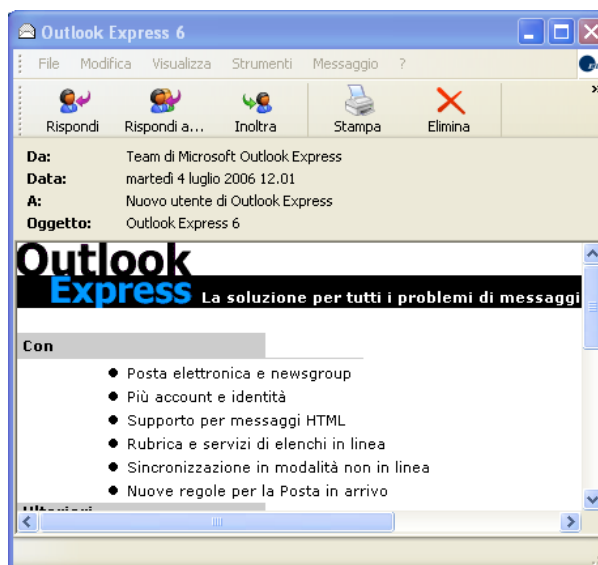 Outlook Express 6
File Modifica Visualizza Strumenti Messaggio ?
Rispondi Rispondi a... Inoltra Stampa Elimina
Da: Team di Microsoft Outlook Express
Data: martedì 4 luglio 2006 12.01
A: Nuovo utente di Outlook Express
Oggetto: Outlook Express 6
Outlook
Express La soluzione per tutti i problemi di messaggi
Con
Posta elettronica e newsgroup
Più account e identità
Supporto per messaggi HTML
Rubrica e servizi di elenchi in linea
Sincronizzazione in modalità non in linea
Nuove regole per la Posta in arrivo